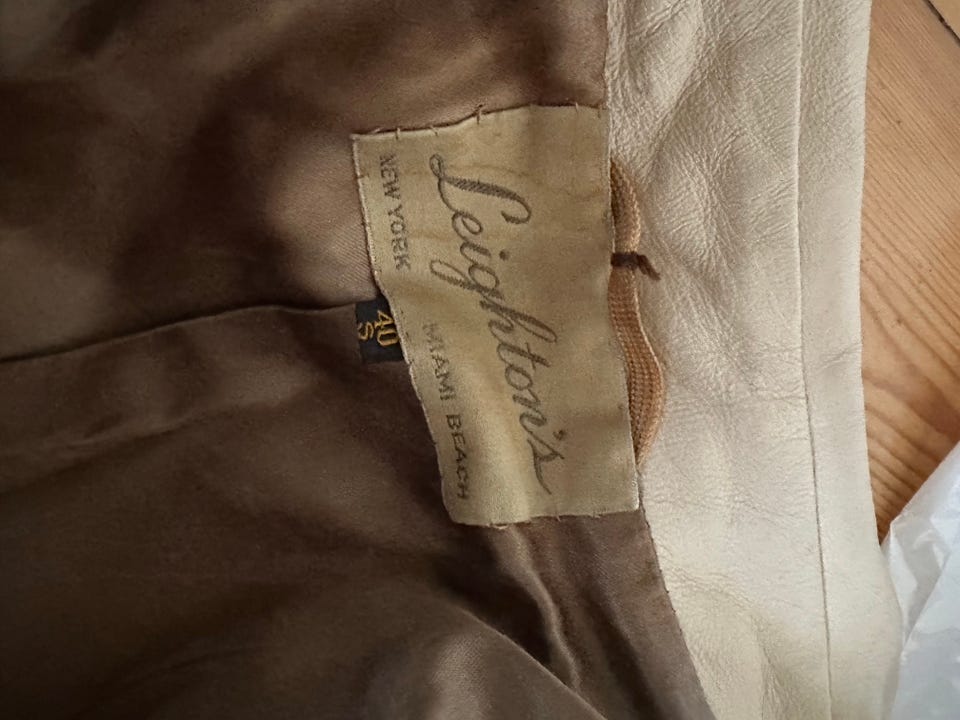 Leighton's
NEW YORK MIAMI BEACH
40
S